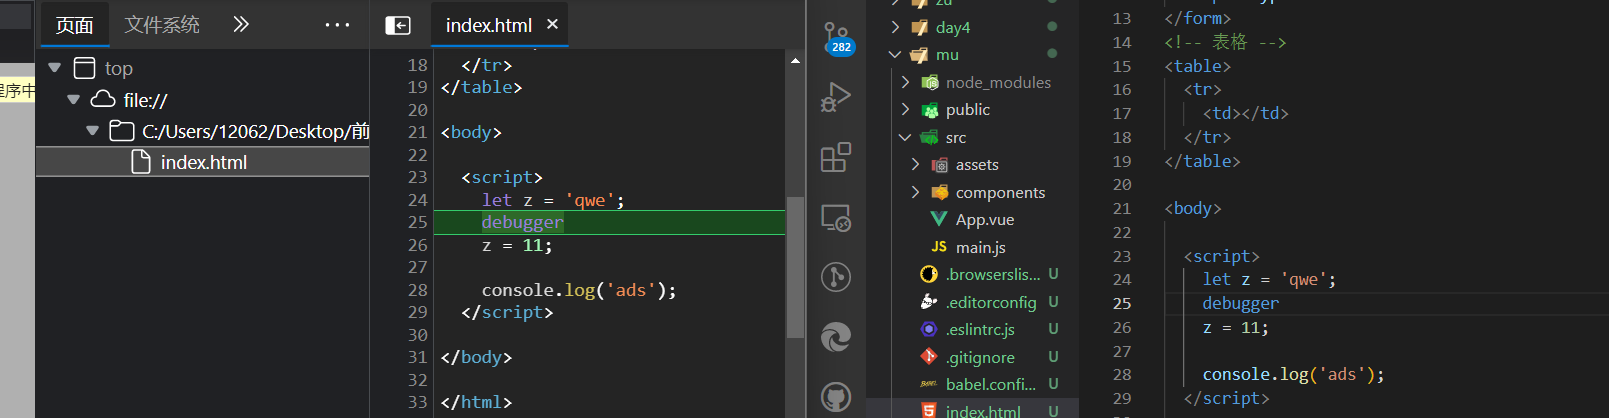 页面 文件系统
top
file://
C:/Users/12062/Desktop/前
index.html
程序中
index.html
18 </tr>
19 </table>
20
21 <body>
22
23 <script>
24 let z = 'qwe';
25 debugger
26 z = 11;
27
28 console.log('ads');
29 </script>
30
31 </body>
32
33 </html>
282
zu
day4
mu
node_modules
public
src
assets
components
App.vue
JS main.js
.browserslis... U
.editorconfig U
.eslintrc.js U
.gitignore U
BABEL babel.confi... U
index.html U
13 </form>
14 <!-- 表格 -->
15 <table>
16 <tr>
17 <td></td>
18 </tr>
19 </table>
20
21 <body>
22
23 <script>
24 let z = 'qwe';
25 debugger
26 z = 11;
27
28 console.log('ads');
29 </script>